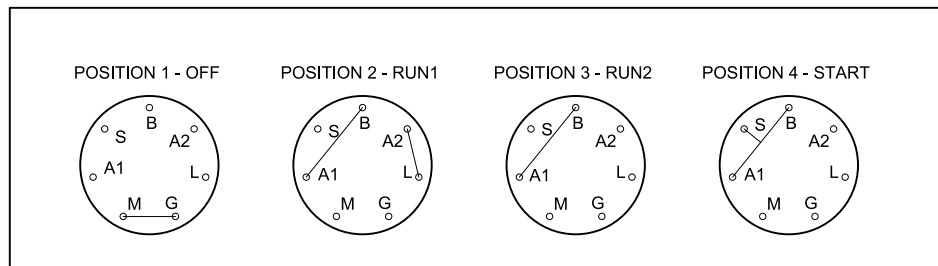 POSITION 1 - OFF
POSITION 2 - RUN1
POSITION 3 - RUN2
POSITION 4 - START
B
S
A2
A1
L
M
G
B
S
A2
A1
L
M
G
B
S
A2
A1
L
M
G
B
S
A2
A1
L
M
G